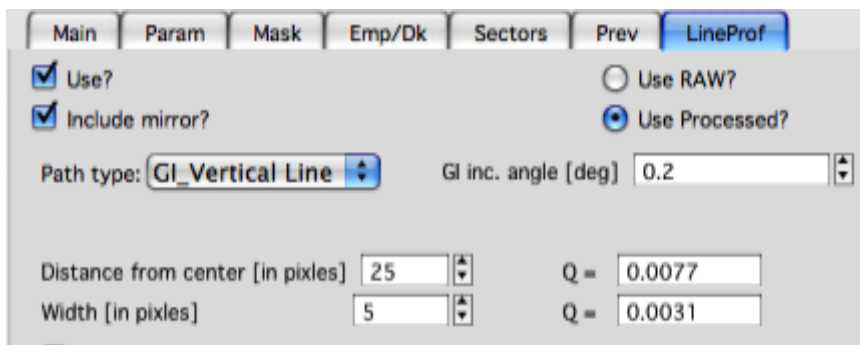 Main Param Mask Emp/Dk Sectors Prev LineProf
Use? Use RAW?
Include mirror? Use Processed?
Path type: GI_Vertical Line GI inc. angle [deg] 0.2
Distance from center [in pixles] 25 Q = 0.0077
Width [in pixles] 5 Q = 0.0031